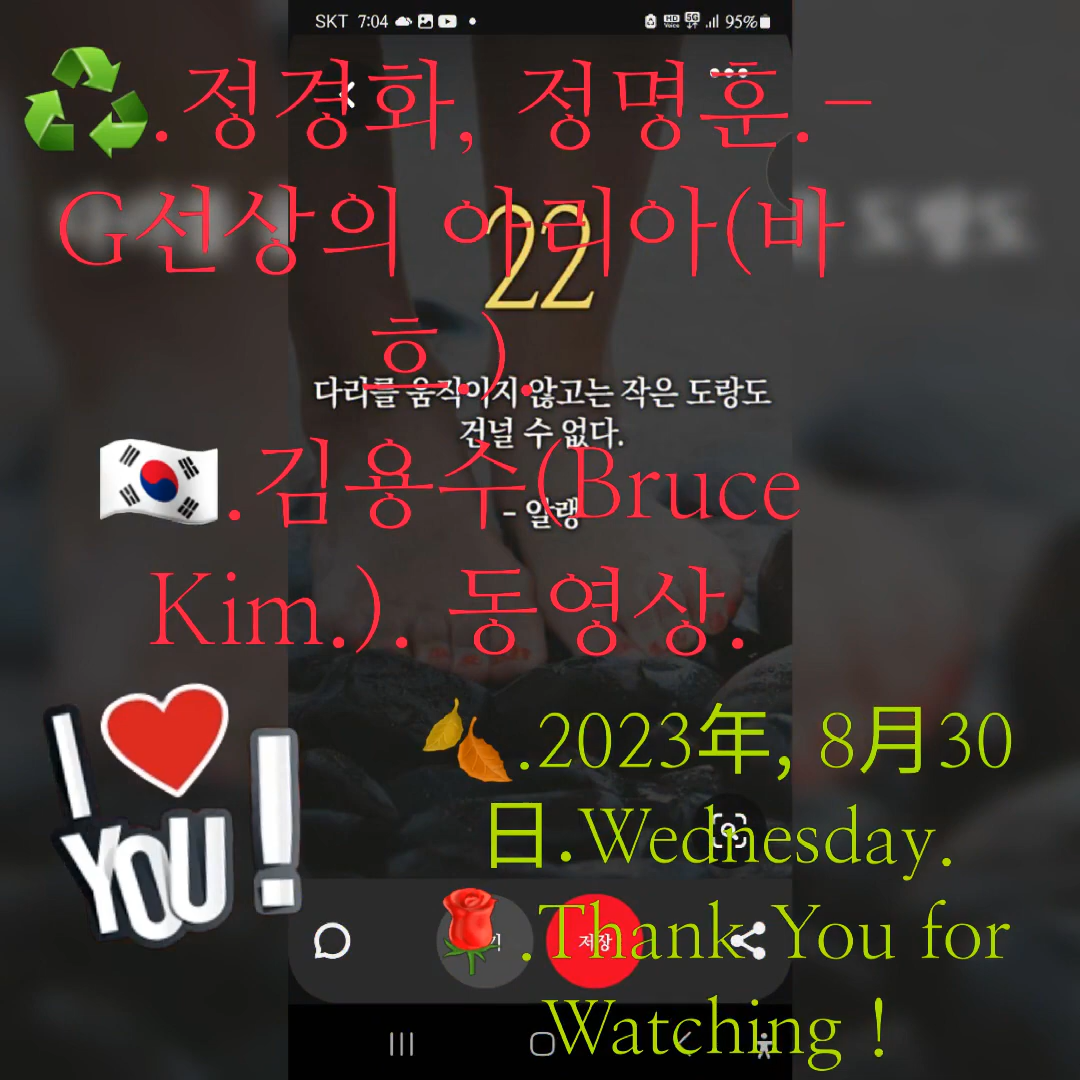 SKT 7:04 95%
.정경화, 정명훈.-
G선상의 아리아(바
흐.).
22
다리를 움직이지 않고는 작은 도랑도
건널 수 없다.
- 알랭
.김용수(Bruce
Kim.). 동영상.
I YOU!
.2023年, 8月30
日.Wednesday.
저장
.Thank You for
Watching !